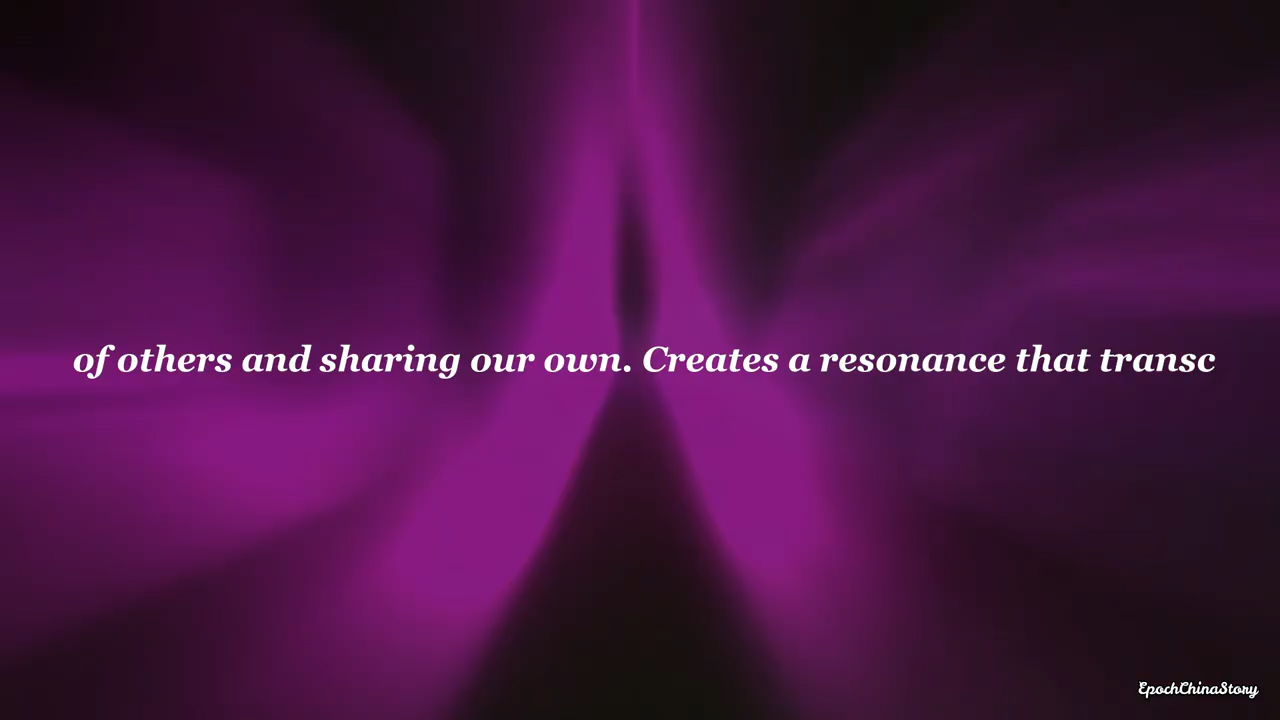 of others and sharing our own. Creates a resonance that transc
EpochChinaStory